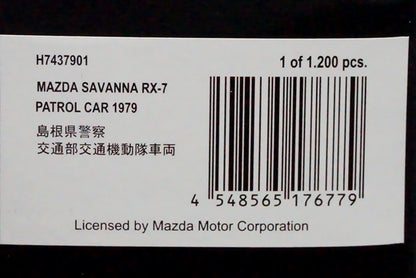 H7437901
1 of 1.200 pcs.
MAZDA SAVANNA RX-7
PATROL CAR 1979
島根県警察
交通部交通機動隊車両
4 548565 176779
Licensed by Mazda Motor Corporation